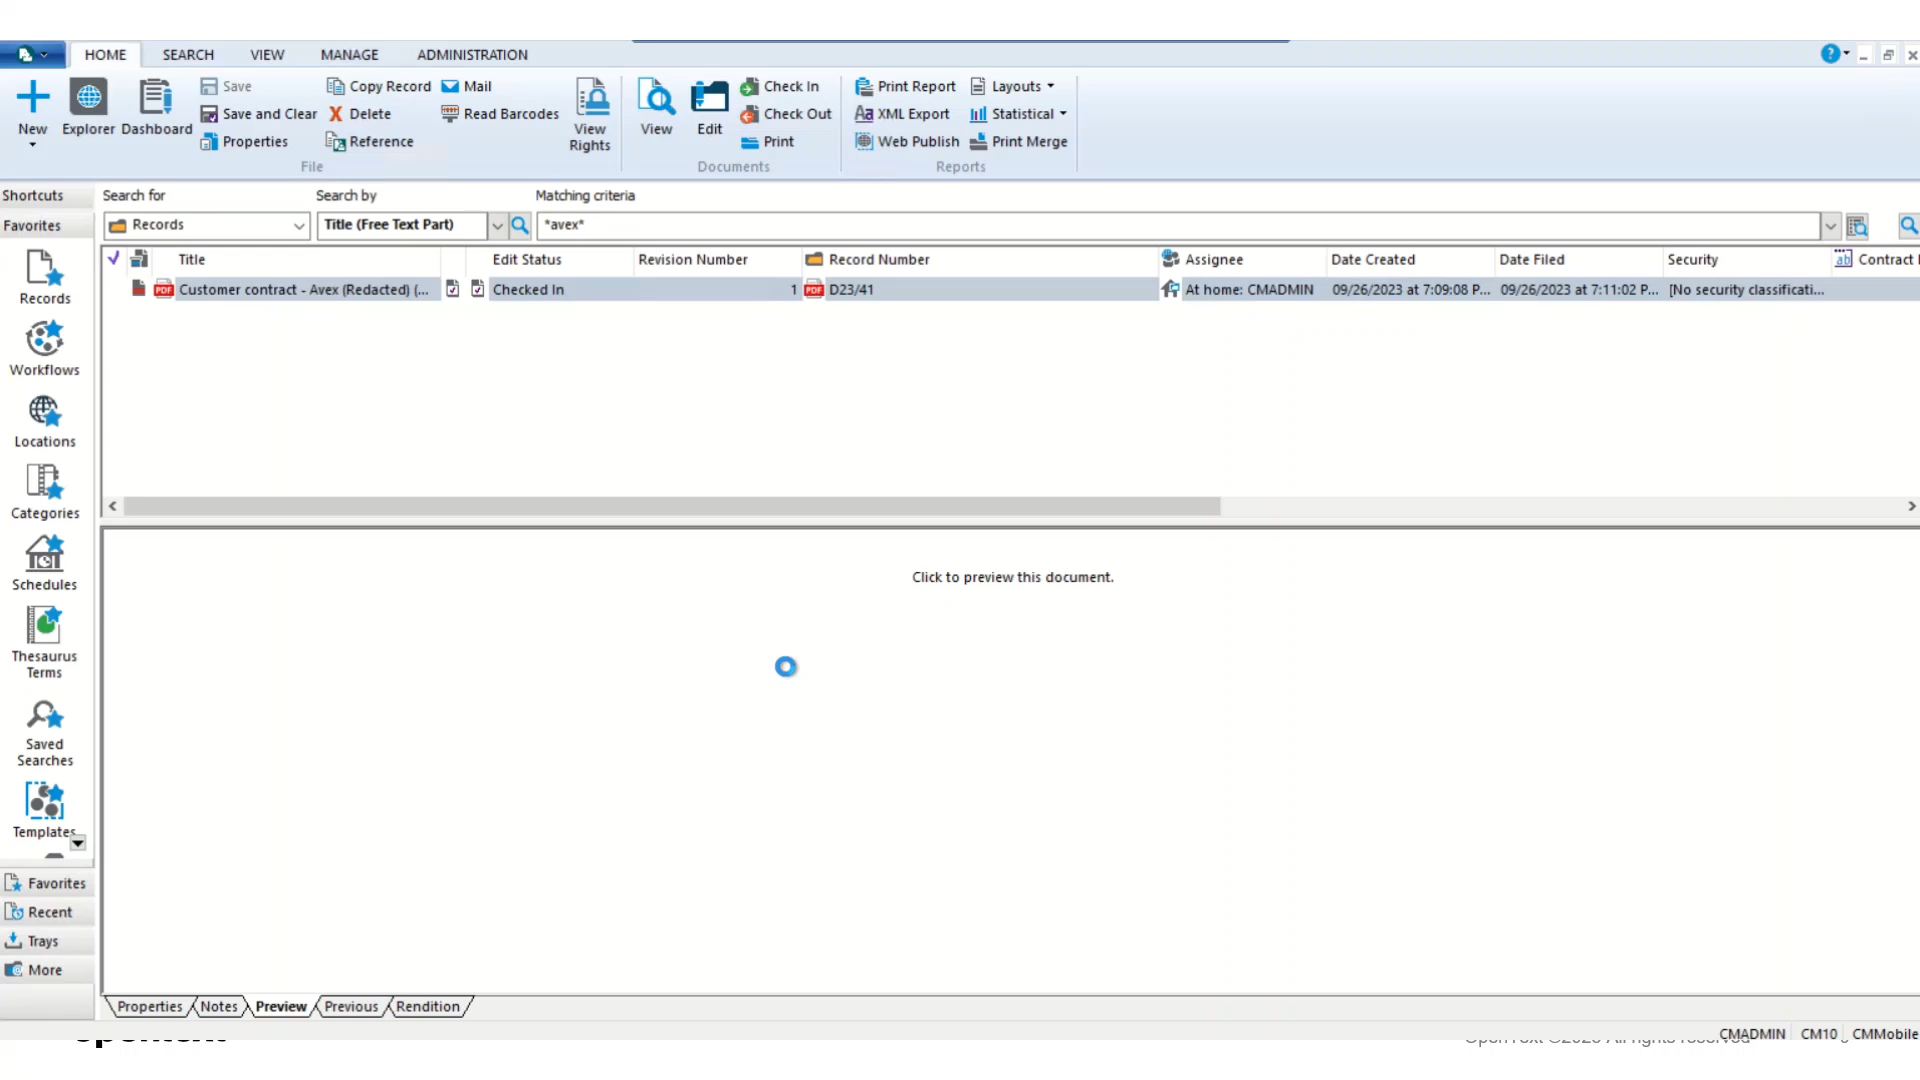 HOME SEARCH VIEW MANAGE ADMINISTRATION
New
Explorer
Dashboard
Save
Save and Clear
Properties
Copy Record
Delete
Reference
Mail
Read Barcodes
View
Rights
File
View
Edit
Check In
Check Out
Print
Documents
Print Report
XML Export
Web Publish
Layouts
Statistical
Print Merge
Reports
Shortcuts
Favorites
Search for Search by Matching criteria
Records Title (Free Text Part) *avex*
Title Edit Status Revision Number Record Number Assignee Date Created Date Filed Security Contract
PDF Customer contract - Avex (Redacted) (... Checked In 1 PDF D23/41 At home: CMADMIN 09/26/2023 at 7:09:08 P... 09/26/2023 at 7:11:02 P... [No security classificati...
Records
Workflows
Locations
Categories
Schedules
Thesaurus
Terms
Saved
Searches
Templates
Favorites
Recent
Trays
More
Click to preview this document.
Properties Notes Preview Previous Rendition
CMADMIN CM10 CMMobile